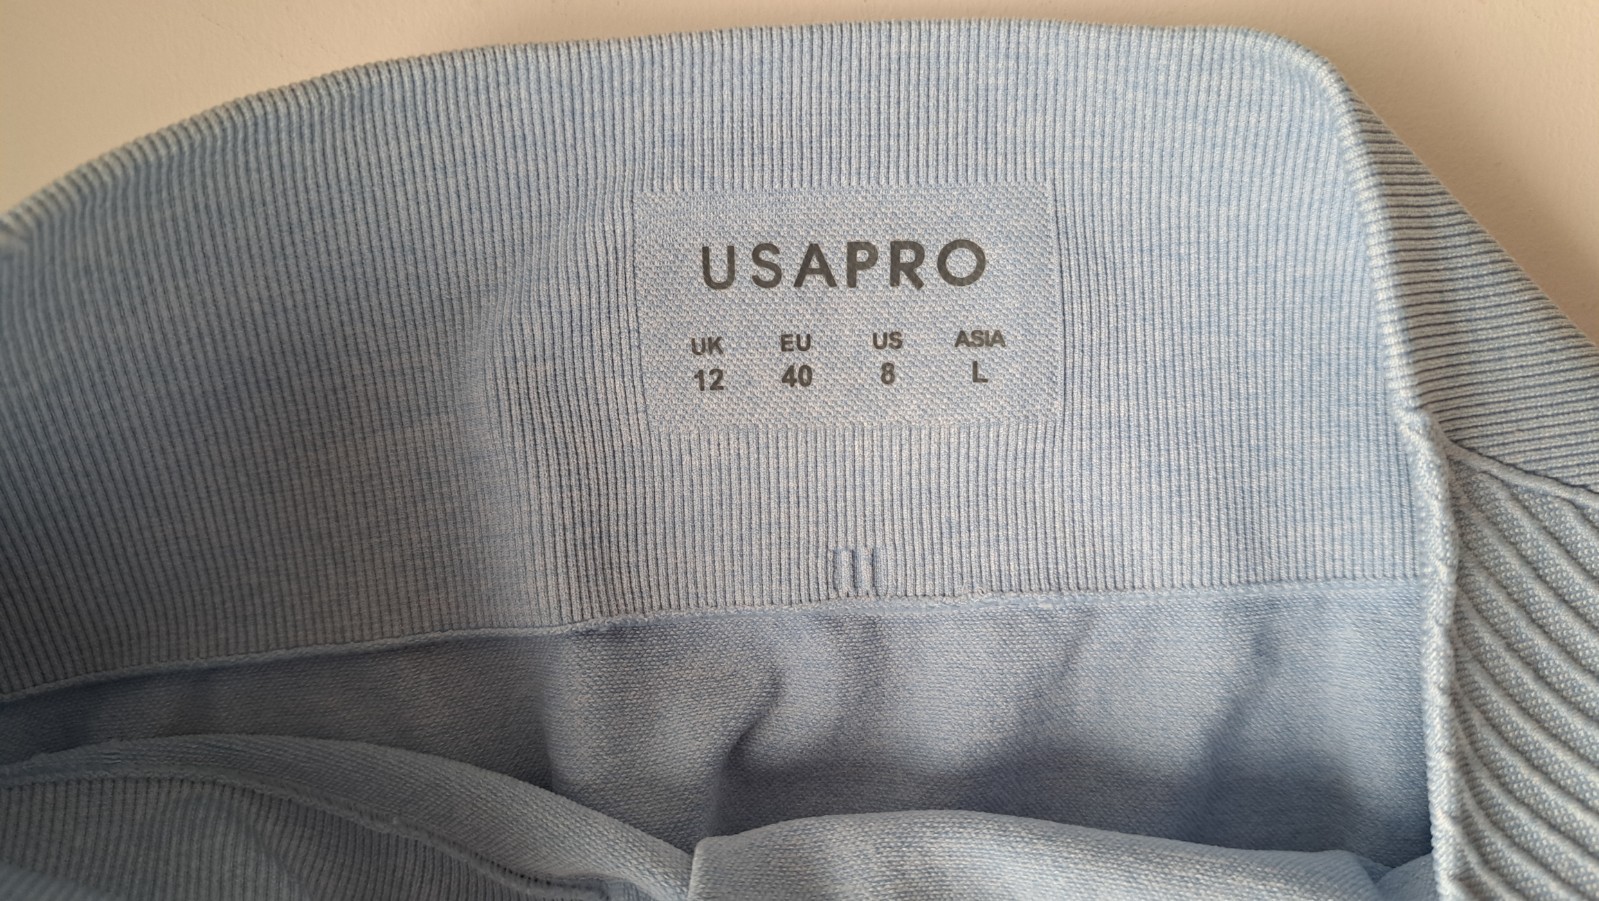 USAPRO
UK EU US ASIA
12 40 8 L